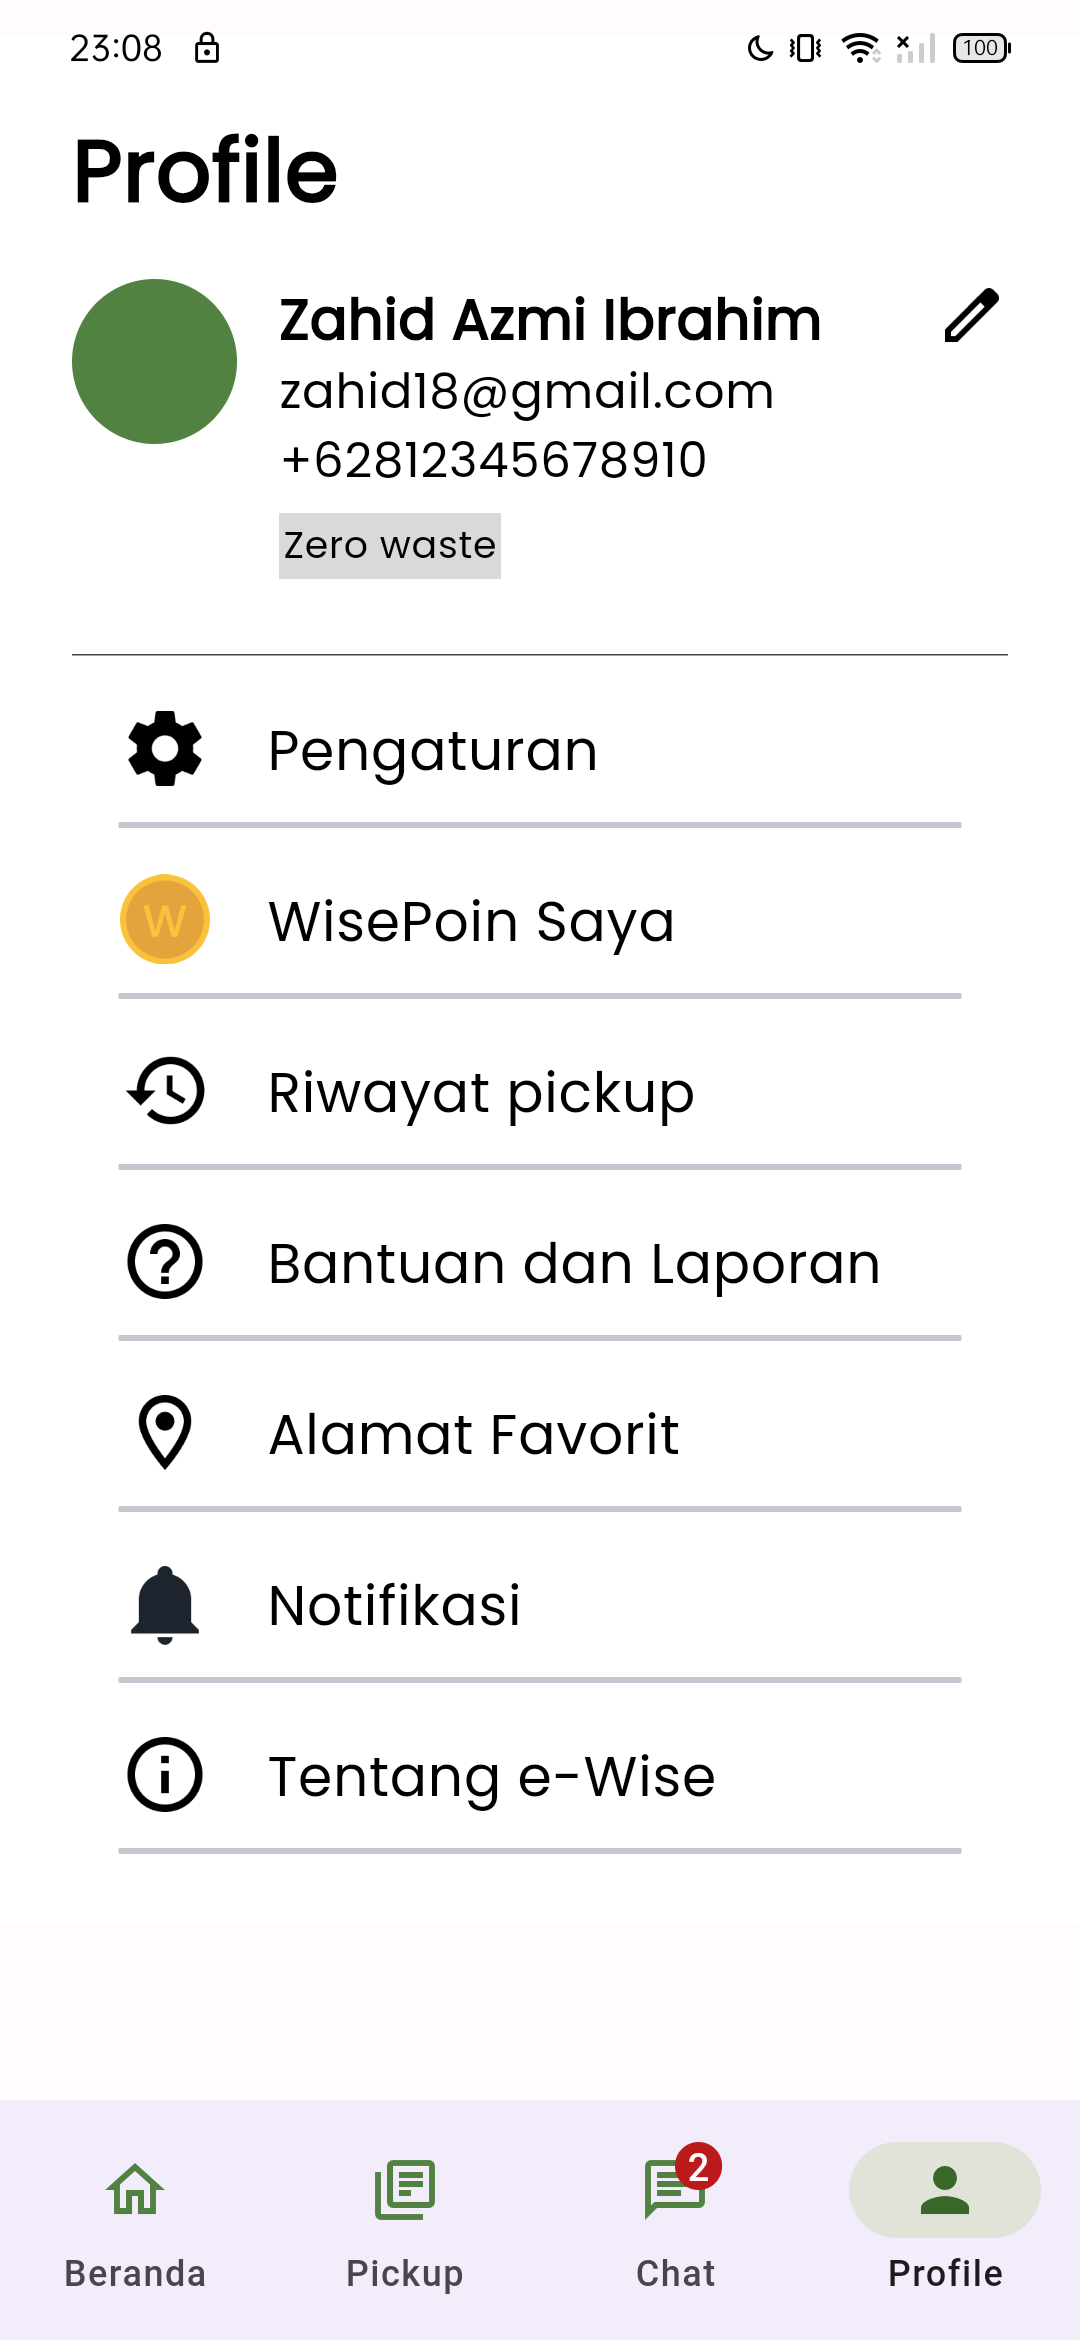 23:08
100
Profile
Zahid Azmi Ibrahim
zahid18@gmail.com
+62812345678910
Zero waste
Pengaturan
W
WisePoin Saya
Riwayat pickup
Bantuan dan Laporan
Alamat Favorit
Notifikasi
Tentang e-Wise
2
Beranda
Pickup
Chat
Profile